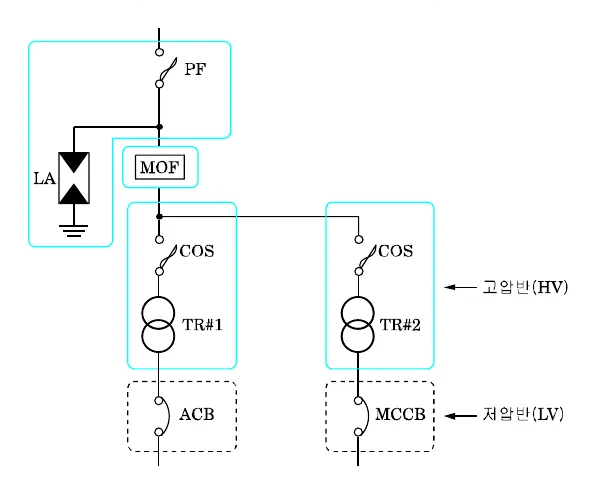 PF
MOF
LA
COS
COS
고압반(HV)
TR#1
TR#2
ACB
MCCB
저압반(LV)